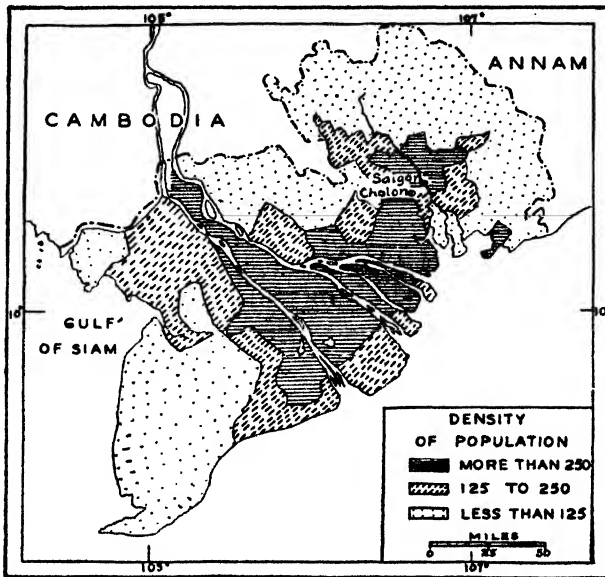 105°
107°
ANNAM
CAMBODIA
Saigon
Cholon
10°
10
GULF
OF SIAM
DENSITY
OF POPULATION
MORE THAN 250
125 TO 250
LESS THAN 125
MILES
0 25 50
105°
107°